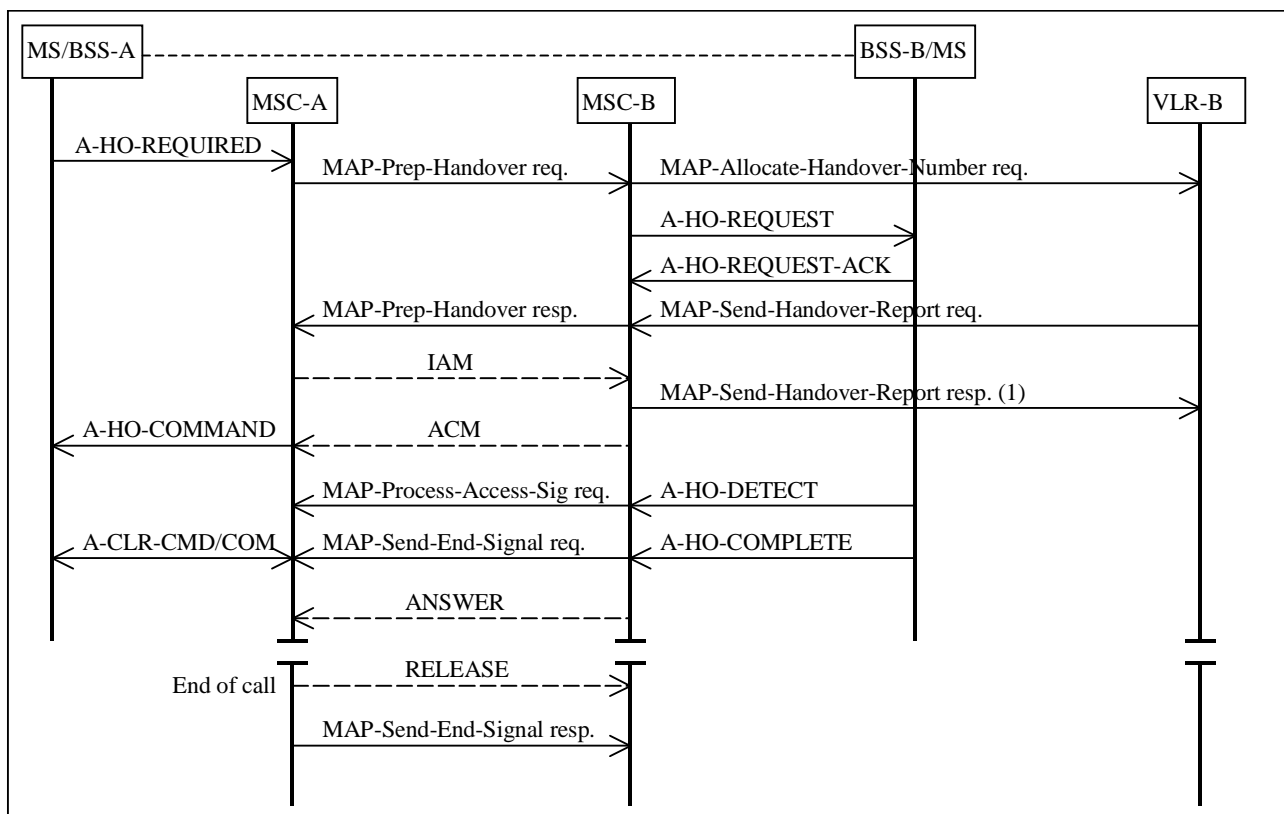 MS/BSS-A
BSS-B/MS
MSC-A
MSC-B
VLR-B
A-HO-REQUIRED
MAP-Prep-Handover req.
MAP-Allocate-Handover-Number req.
A-HO-REQUEST
A-HO-REQUEST-ACK
MAP-Prep-Handover resp.
MAP-Send-Handover-Report req.
IAM
MAP-Send-Handover-Report resp. (1)
A-HO-COMMAND
ACM
MAP-Process-Access-Sig req.
A-HO-DETECT
A-CLR-CMD/COM
MAP-Send-End-Signal req.
A-HO-COMPLETE
ANSWER
RELEASE
End of call
MAP-Send-End-Signal resp.